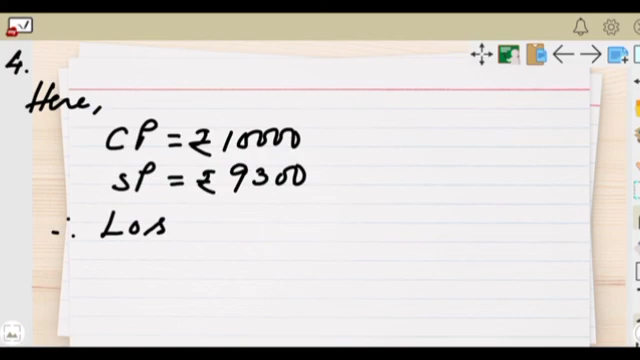 4.
Here,
CP = ₹ 10000
SP = ₹ 9300
∴ Los